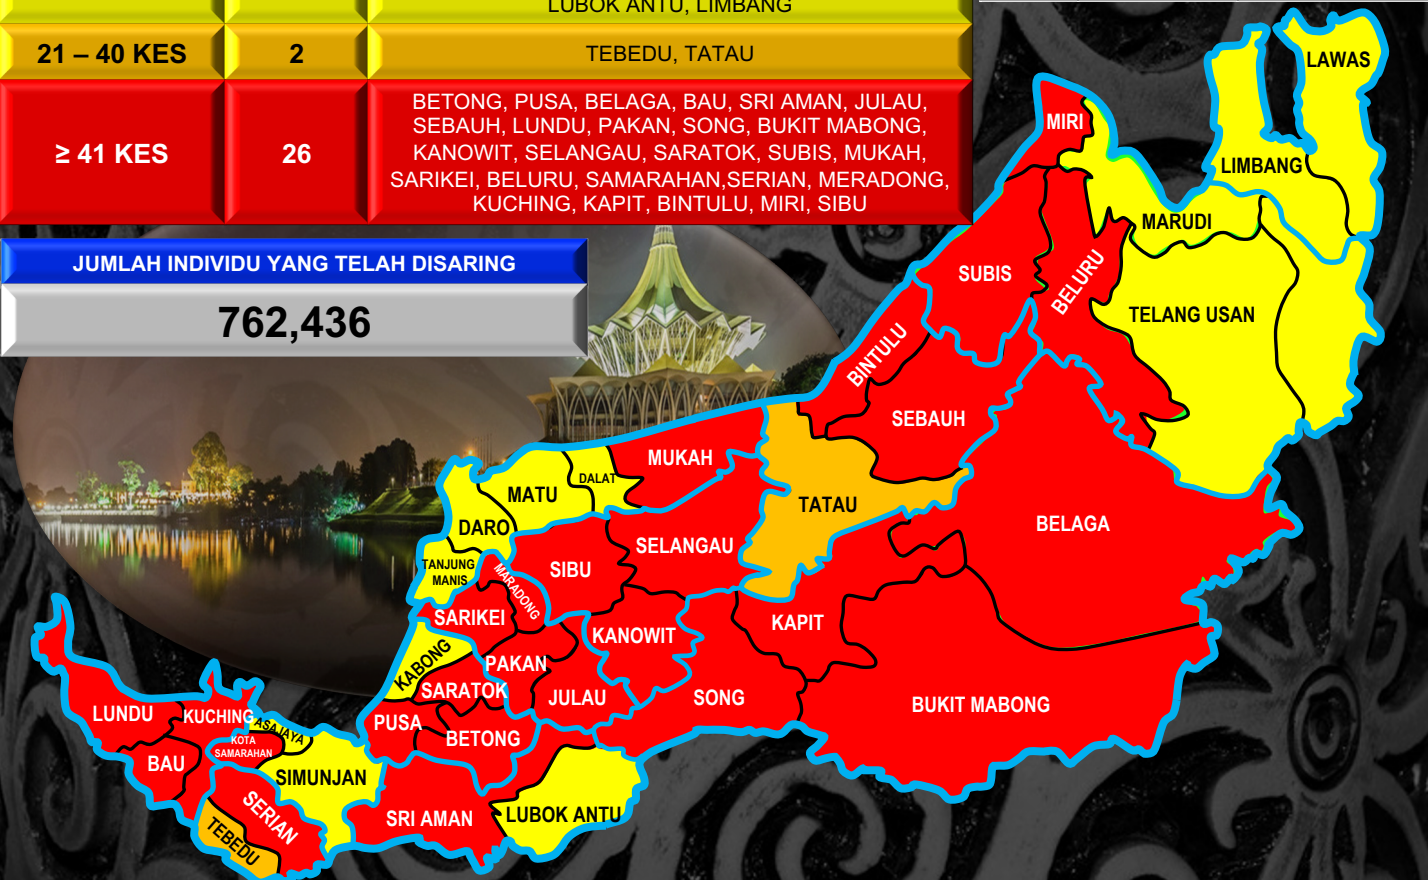 LUBOK ANTU, LIMBANG
21 – 40 KES
2
TEBEDU, TATAU
≥ 41 KES
26
BETONG, PUSA, BELAGA, BAU, SRI AMAN, JULAU,
SEBAUH, LUNDU, PAKAN, SONG, BUKIT MABONG,
KANOWIT, SELANGAU, SARATOK, SUBIS, MUKAH,
SARIKEI, BELURU, SAMARAHAN,SERIAN, MERADONG,
KUCHING, KAPIT, BINTULU, MIRI, SIBU
JUMLAH INDIVIDU YANG TELAH DISARING
762,436
LAWAS
MIRI
LIMBANG
MARUDI
SUBIS
BELURU
TELANG USAN
BINTULU
SEBAUH
MUKAH
DALAT
MATU
TATAU
DARO
BELAGA
SELANGAU
TANJUNG
MANIS
SIBU
MARADONG
SARIKEI
KANOWIT
KAPIT
KABONG
PAKAN
SARATOK
JULAU
SONG
BUKIT MABONG
LUNDU
KUCHING
ASAJAYA
PUSA
BETONG
KOTA
SAMARAHAN
BAU
SIMUNJAN
SERIAN
SRI AMAN
LUBOK ANTU
TEBEDU